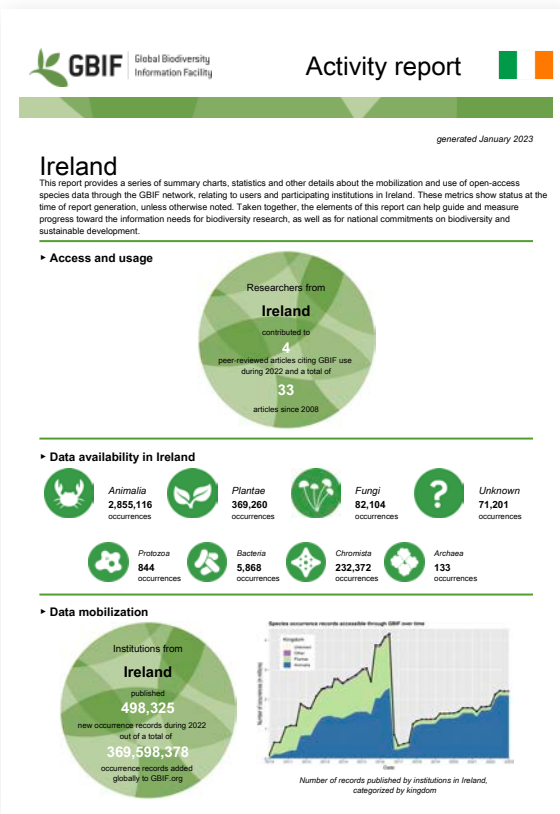 GBIF
Global Biodiversity
Information Facility
Activity report
generated January 2023
Ireland
This report provides a series of summary charts, statistics and other details about the mobilization and use of open-access
species data through the GBIF network, relating to users and participating institutions in Ireland. These metrics show status at the
time of report generation, unless otherwise noted. Taken together, the elements of this report can help guide and measure
progress toward the information needs for biodiversity research, as well as for national commitments on biodiversity and
sustainable development.
Access and usage
Researchers from
Ireland
contributed to
4
peer-reviewed articles citing GBIF use
during 2022 and a total of
33
articles since 2008
Data availability in Ireland
Animalia
2,855,116
occurrences
Plantae
369,260
occurrences
Fungi
82,104
occurrences
?
Unknown
71,201
occurrences
Protozoa
844
occurrences
Bacteria
5,868
occurrences
Chromista
232,372
occurrences
Archaea
133
occurrences
Data mobilization
Institutions from
Ireland
published
498,325
new occurrence records during 2022
out of a total of
369,598,378
occurrence records added
globally to GBIF.org
Species occurrence records accessible through GBIF over time
Kingdom
Unknown
Other
Plantae
Animalia
Date
Number of records published by institutions in Ireland,
categorized by kingdom